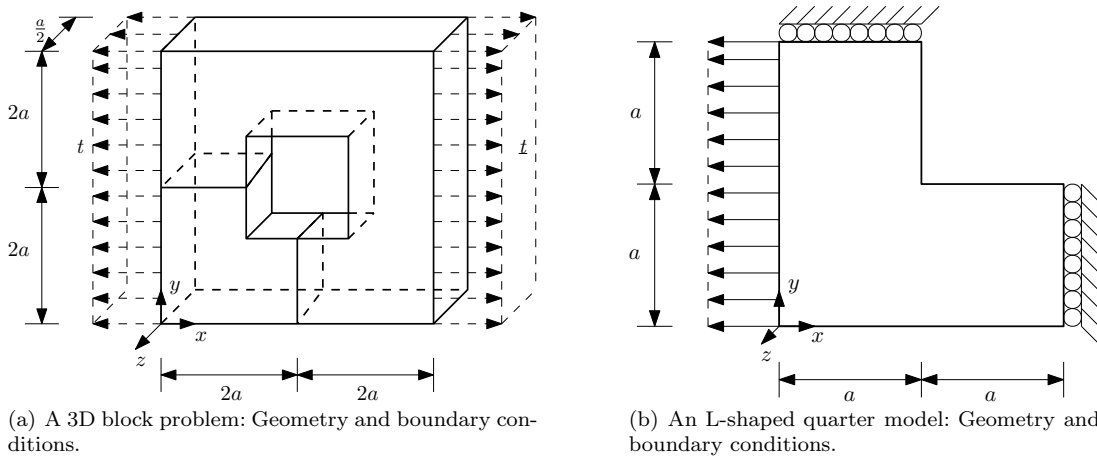 a/2
2a
t
t
2a
y
x
z
2a
2a
(a) A 3D block problem: Geometry and boundary con-
ditions.
a
a
y
x
z
a
a
(b) An L-shaped quarter model: Geometry and
boundary conditions.